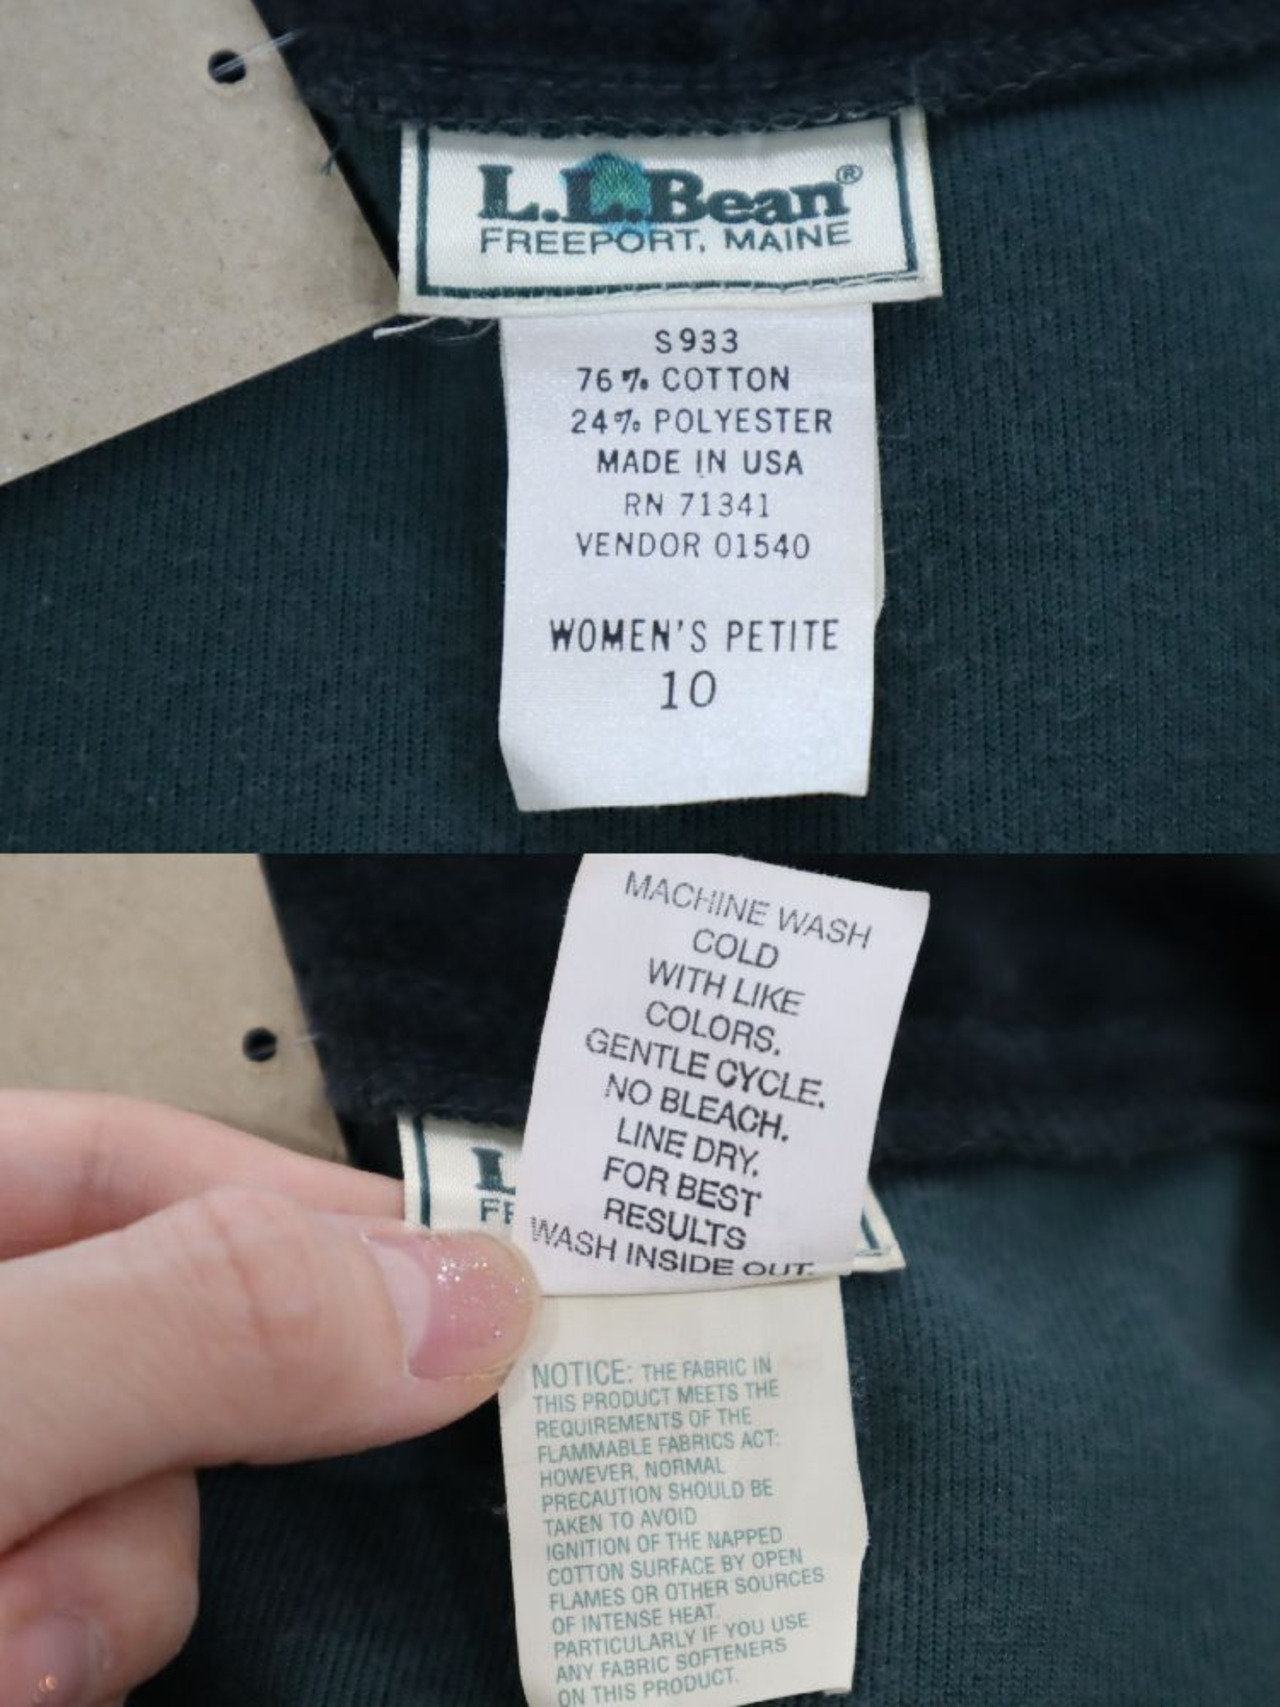 L.L.Bean®
FREEPORT, MAINE
S933
76% COTTON
24% POLYESTER
MADE IN USA
RN 71341
VENDOR 01540
WOMEN'S PETITE
10
MACHINE WASH
COLD
WITH LIKE
COLORS.
GENTLE CYCLE.
NO BLEACH.
LINE DRY.
FOR BEST
RESULTS
WASH INSIDE OUT.
NOTICE: THE FABRIC IN
THIS PRODUCT MEETS THE
REQUIREMENTS OF THE
FLAMMABLE FABRICS ACT:
HOWEVER, NORMAL
PRECAUTION SHOULD BE
TAKEN TO AVOID
IGNITION OF THE NAPPED
COTTON SURFACE BY OPEN
FLAMES OR OTHER SOURCES
OF INTENSE HEAT.
PARTICULARLY IF YOU USE
ANY FABRIC SOFTENERS
ON THIS PRODUCT.